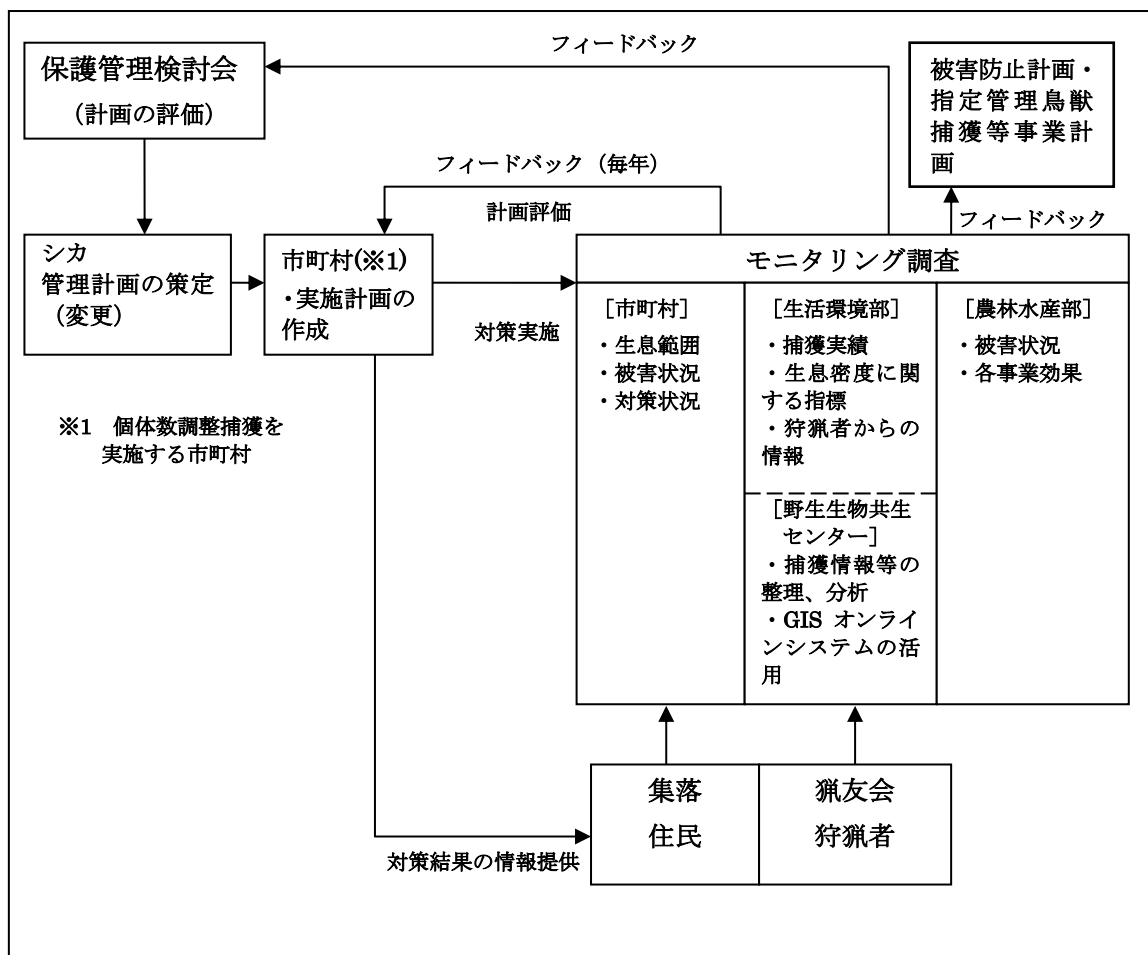 フィードバック
保護管理検討会
(計画の評価)
被害防止計画・
指定管理鳥獣
捕獲等事業計
画
フィードバック(毎年)
計画評価
フィードバック
シカ
管理計画の策定
(変更)
市町村(※1)
・実施計画の
作成
対策実施
モニタリング調査
[市町村]
・生息範囲
・被害状況
・対策状況
[生活環境部]
・捕獲実績
・生息密度に関
する指標
・狩猟者からの
情報
[野生生物共生
センター]
・捕獲情報等の
整理、分析
・GIS オンライ
ンシステムの活
用
[農林水産部]
・被害状況
・各事業効果
※1 個体数調整捕獲を
実施する市町村
集落
住民
猟友会
狩猟者
対策結果の情報提供